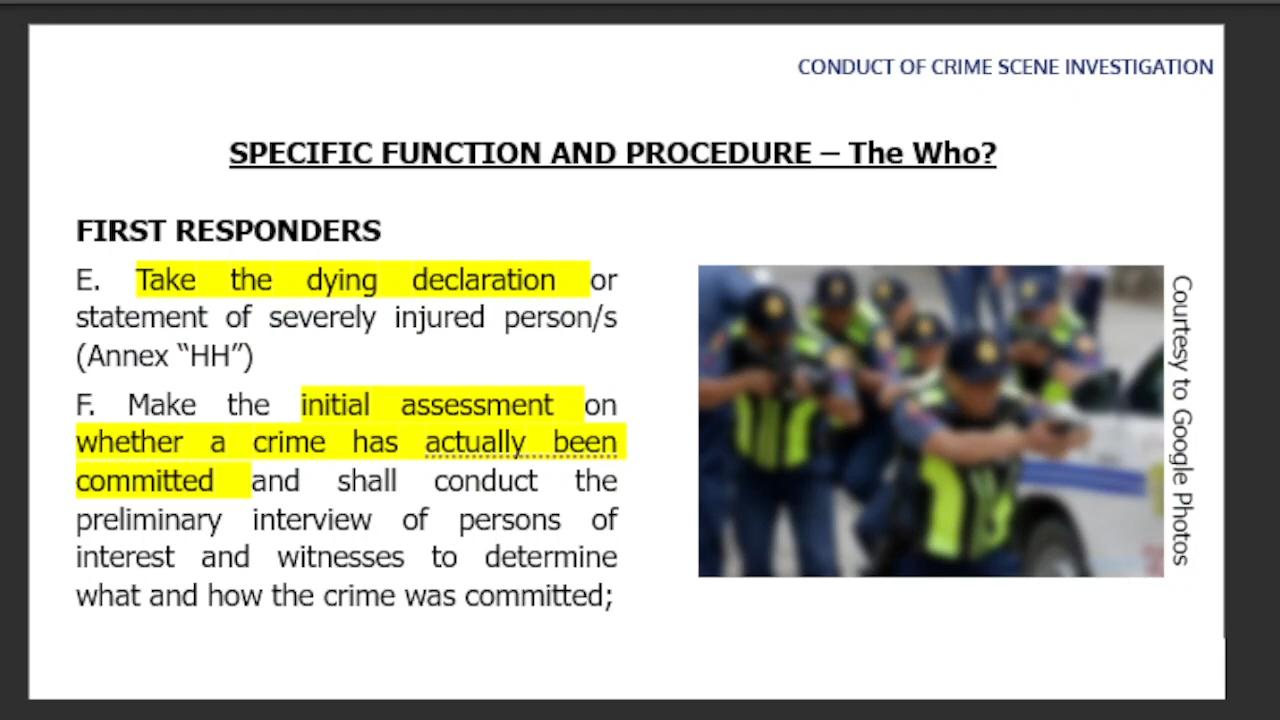 CONDUCT OF CRIME SCENE INVESTIGATION
SPECIFIC FUNCTION AND PROCEDURE – The Who?
FIRST RESPONDERS
E. Take the dying declaration or
statement of severely injured person/s
(Annex “HH”)
F. Make the initial assessment on
whether a crime has actually been
committed and shall conduct the
preliminary interview of persons of
interest and witnesses to determine
what and how the crime was committed;
Courtesy to Google Photos